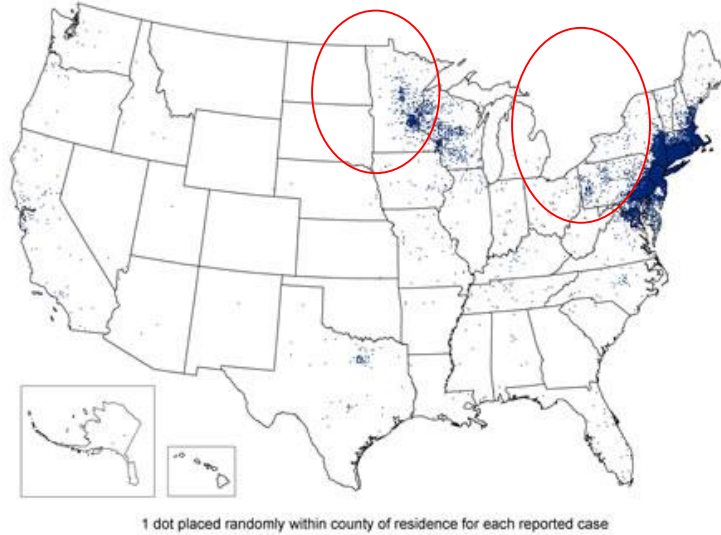 1 dot placed randomly within county of residence for each reported case